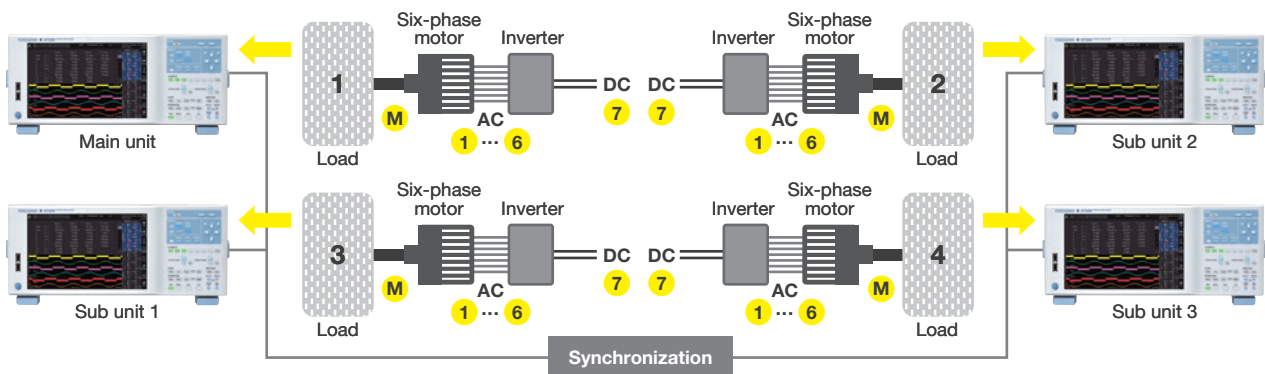 Six-phase
motor
Inverter
Inverter
Six-phase
motor
1
2
DC
DC
M
7
7
M
AC
AC
1 ... 6
1 ... 6
Main unit
Load
Load
Sub unit 2
Six-phase
motor
Inverter
Inverter
Six-phase
motor
3
4
DC
DC
M
7
7
M
AC
AC
1 ... 6
1 ... 6
Sub unit 1
Load
Load
Sub unit 3
Synchronization